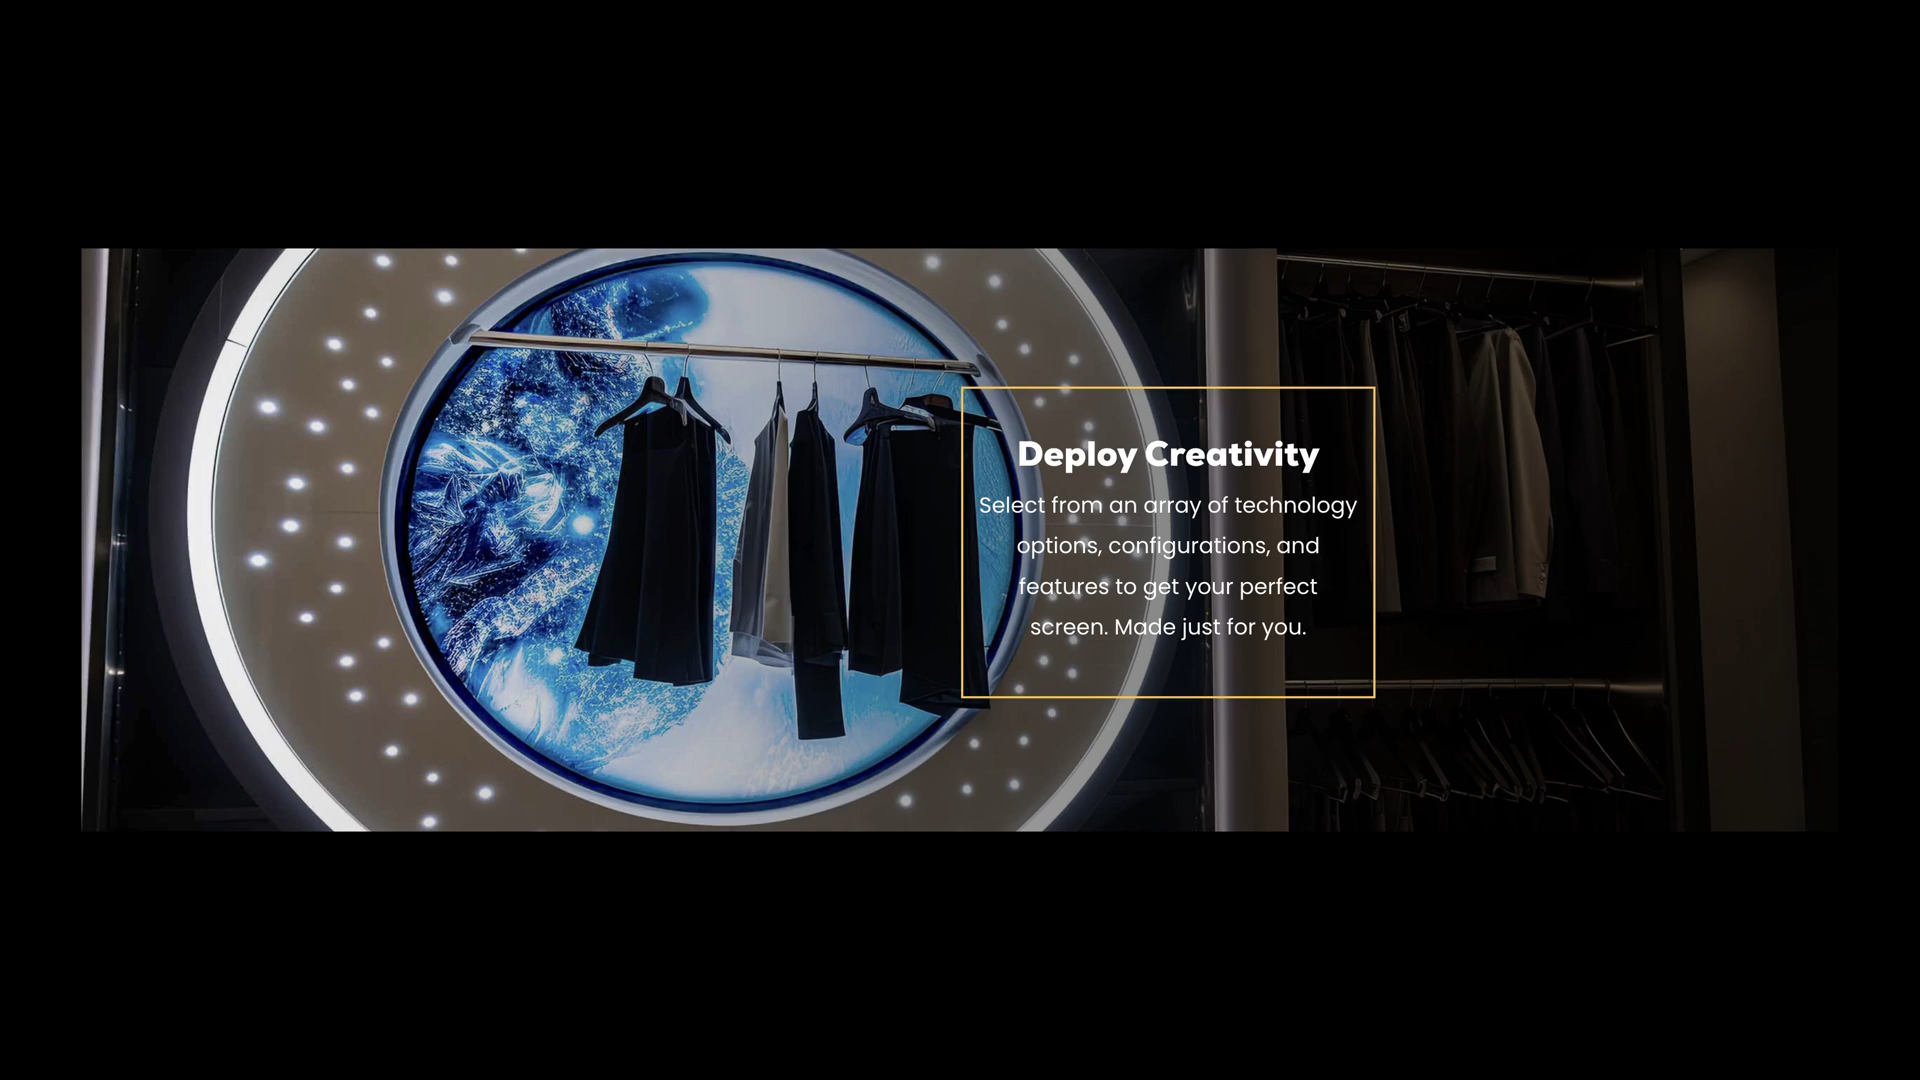 Deploy Creativity
Select from an array of technology
options, configurations, and
features to get your perfect
screen. Made just for you.